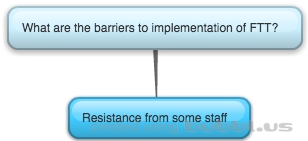 What are the barriers to implementation of FTT?
Resistance from some staff